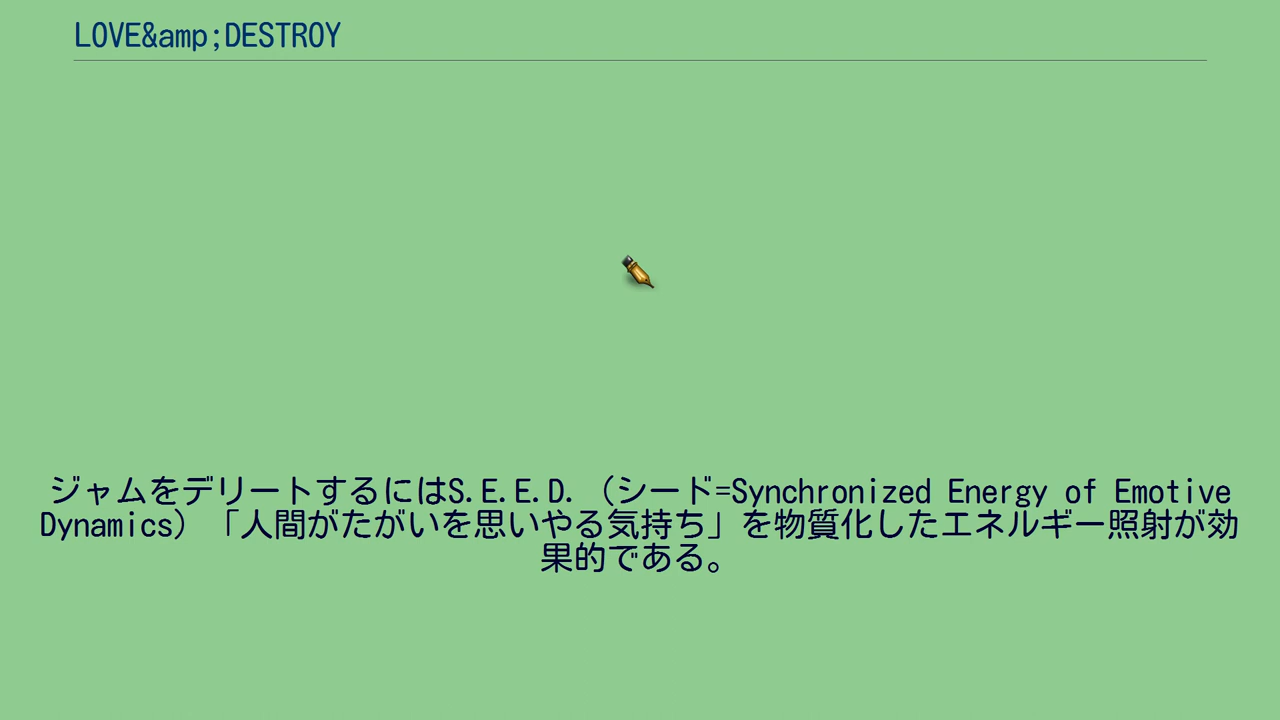 LOVE&amp;DESTROY
ジャムをデリートするにはS.E.E.D.（シード=Synchronized Energy of Emotive
Dynamics）「人間がたがいを思いやる気持ち」を物質化したエネルギー照射が効
果的である。